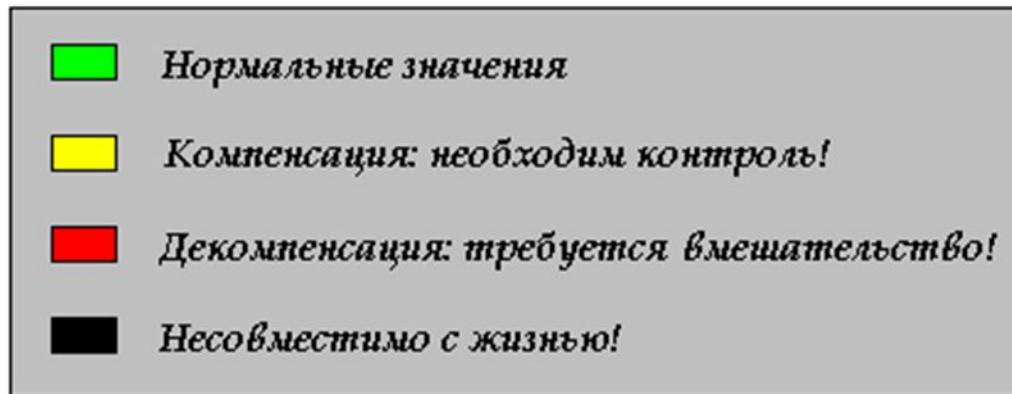 Нормальные значения
Компенсация: необходим контроль!
Декомпенсация: требуется вмешательство!
Несовместимо с жизнью!